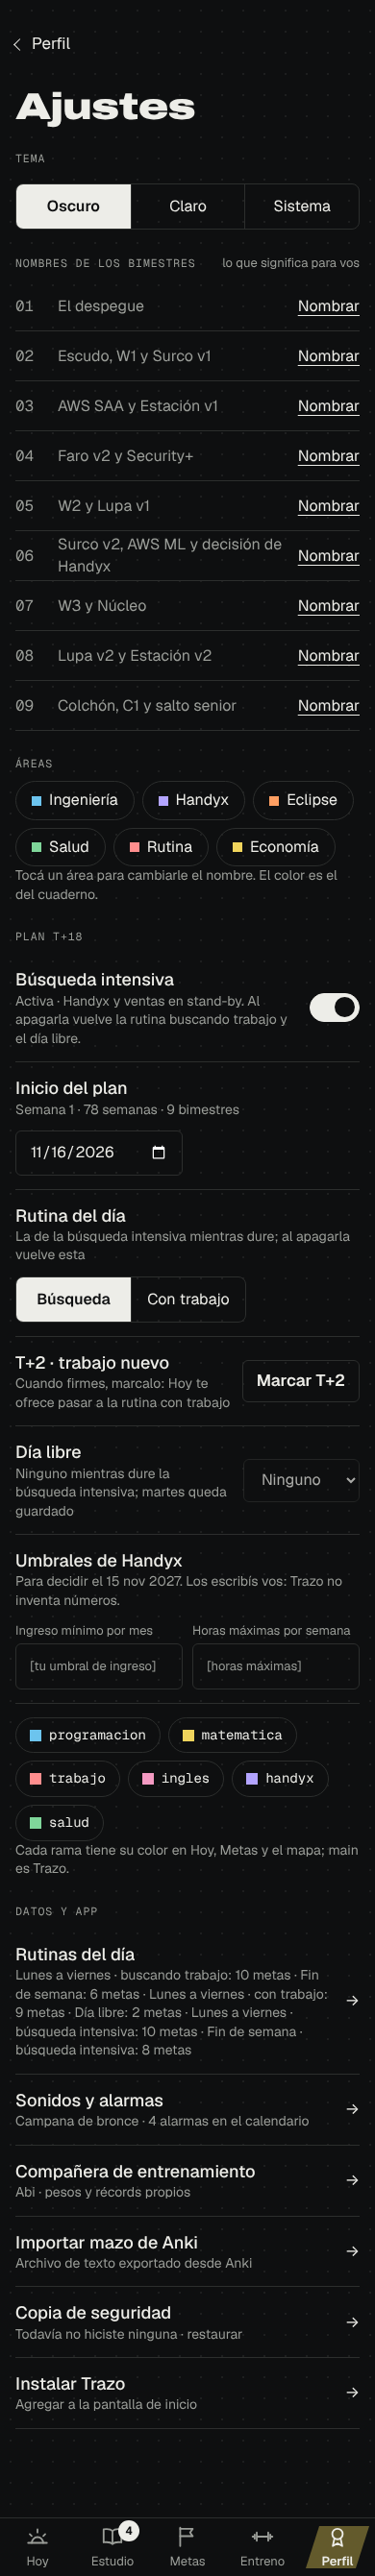 Perfil
Ajustes
TEMA
Oscuro Claro Sistema
NOMBRES DE LOS BIMESTRES lo que significa para vos
01 El despegue Nombrar
02 Escudo, W1 y Surco v1 Nombrar
03 AWS SAA y Estación v1 Nombrar
04 Faro v2 y Security+ Nombrar
05 W2 y Lupa v1 Nombrar
06 Surco v2, AWS ML y decisión de Handyx Nombrar
07 W3 y Núcleo Nombrar
08 Lupa v2 y Estación v2 Nombrar
09 Colchón, C1 y salto senior Nombrar
ÁREAS
Ingeniería Handyx Eclipse
Salud Rutina Economía
Tocá un área para cambiarle el nombre. El color es el
del cuaderno.
PLAN T+18
Búsqueda intensiva
Activa · Handyx y ventas en stand-by. Al
apagarla vuelve la rutina buscando trabajo y
el día libre.
Inicio del plan
Semana 1 · 78 semanas · 9 bimestres
11/16/2026
Rutina del día
La de la búsqueda intensiva mientras dure; al apagarla
vuelve esta
Búsqueda Con trabajo
T+2 · trabajo nuevo
Cuando firmes, marcalo: Hoy te
ofrece pasar a la rutina con trabajo
Marcar T+2
Día libre
Ninguno mientras dure la
búsqueda intensiva; martes queda
guardado
Ninguno
Umbrales de Handyx
Para decidir el 15 nov 2027. Los escribís vos: Trazo no
inventa números.
Ingreso mínimo por mes Horas máximas por semana
[tu umbral de ingreso] [horas máximas]
programacion matematica
trabajo ingles handyx
salud
Cada rama tiene su color en Hoy, Metas y el mapa; main
es Trazo.
DATOS Y APP
Rutinas del día
Lunes a viernes · buscando trabajo: 10 metas · Fin
de semana: 6 metas · Lunes a viernes · con trabajo:
9 metas · Día libre: 2 metas · Lunes a viernes ·
búsqueda intensiva: 10 metas · Fin de semana ·
búsqueda intensiva: 8 metas
Sonidos y alarmas
Campana de bronce · 4 alarmas en el calendario
Compañera de entrenamiento
Abi · pesos y récords propios
Importar mazo de Anki
Archivo de texto exportado desde Anki
Copia de seguridad
Todavía no hiciste ninguna · restaurar
Instalar Trazo
Agregar a la pantalla de inicio
4
Hoy Estudio Metas Entreno Perfil